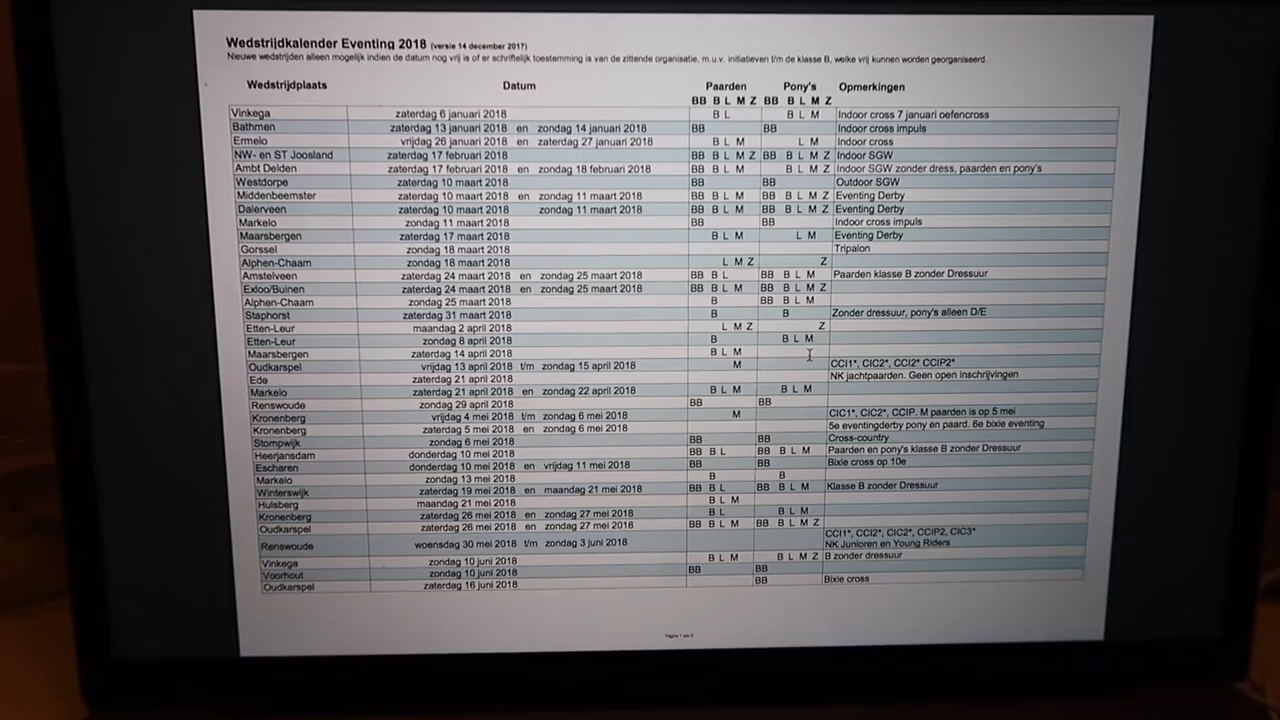 Wedstrijdkalender Eventing 2018 (versie 14 december 2017)
Nieuwe wedstrijden alleen mogelijk indien de datum nog vrij is of er schriftelijk toestemming is van de zittende organisatie, m.u.v. initiatieven t/m de klasse B, welke vrij kunnen worden georganiseerd.
Wedstrijdplaats Datum Paarden Pony's Opmerkingen
BB B L M Z BB B L M Z
Vinkega zaterdag 6 januari 2018 B L B L M Indoor cross 7 januari oefencross
Bathmen zaterdag 13 januari 2018 en zondag 14 januari 2018 BB BB Indoor cross impuls
Ermelo vrijdag 26 januari 2018 en zaterdag 27 januari 2018 B L M L M Indoor cross
NW- en ST Joosland zaterdag 17 februari 2018 BB B L M Z BB B L M Z Indoor SGW
Ambt Delden zaterdag 17 februari 2018 en zondag 18 februari 2018 BB B L M B L M Z Indoor SGW zonder dress, paarden en pony's
Westdorpe zaterdag 10 maart 2018 BB BB Outdoor SGW
Middenbeemster zaterdag 10 maart 2018 en zondag 11 maart 2018 BB B L M BB B L M Z Eventing Derby
Dalerveen zaterdag 10 maart 2018 zondag 11 maart 2018 BB B L M BB B L M Z Eventing Derby
Markelo zondag 11 maart 2018 BB BB Indoor cross impuls
Maarsbergen zaterdag 17 maart 2018 B L M L M Eventing Derby
Gorssel zondag 18 maart 2018 Tripalon
Alphen-Chaam zondag 18 maart 2018 L M Z Z
Amstelveen zaterdag 24 maart 2018 en zondag 25 maart 2018 BB B L BB B L M Paarden klasse B zonder Dressuur
Exloo/Buinen zaterdag 24 maart 2018 en zondag 25 maart 2018 BB B L M BB B L M Z
Alphen-Chaam zondag 25 maart 2018 B BB B L M
Staphorst zaterdag 31 maart 2018 B B Zonder dressuur, pony's alleen D/E
Etten-Leur maandag 2 april 2018 L M Z Z
Etten-Leur zondag 8 april 2018 B B L M
Maarsbergen zaterdag 14 april 2018 B L M
Oudkarspel vrijdag 13 april 2018 t/m zondag 15 april 2018 M CCI1*, CIC2*, CCI2* CCIP2*
Ede zaterdag 21 april 2018 NK jachtpaarden. Geen open inschrijvingen
Markelo zaterdag 21 april 2018 en zondag 22 april 2018 B L M B L M
Renswoude zondag 29 april 2018 BB BB
Kronenberg vrijdag 4 mei 2018 t/m zondag 6 mei 2018 M CIC1*, CIC2*, CCIP. M paarden is op 5 mei
Kronenberg zaterdag 5 mei 2018 en zondag 6 mei 2018 5e eventingderby pony en paard. 6e bixie eventing
Stompwijk zondag 6 mei 2018 BB BB Cross-country
Heerjansdam donderdag 10 mei 2018 BB B L BB B L M Paarden en pony's klasse B zonder Dressuur
Escharen donderdag 10 mei 2018 en vrijdag 11 mei 2018 BB BB Bixie cross op 10e
Markelo zondag 13 mei 2018 B B
Winterswijk zaterdag 19 mei 2018 en maandag 21 mei 2018 BB B L BB B L M Klasse B zonder Dressuur
Hulsberg maandag 21 mei 2018 B L M
Kronenberg zaterdag 26 mei 2018 en zondag 27 mei 2018 B L B L M
Oudkarspel zaterdag 26 mei 2018 en zondag 27 mei 2018 BB B L M BB B L M Z
Renswoude woensdag 30 mei 2018 t/m zondag 3 juni 2018 CCI1*, CCI2*, CIC2*, CCIP2, CIC3*
NK Junioren en Young Riders
Vinkega zondag 10 juni 2018 B L M B L M Z B zonder dressuur
Voorhout zondag 10 juni 2018 BB BB
Oudkarspel zaterdag 16 juni 2018 BB Bixie cross